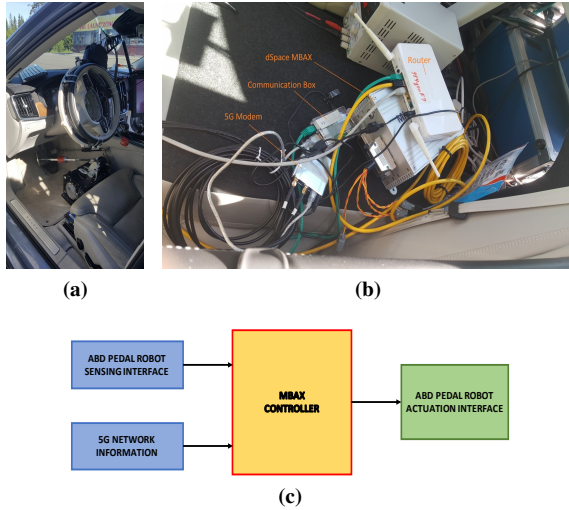 dSpace MBAX
Router
Communication Box
5G Modem
(a)
(b)
ABD PEDAL ROBOT
SENSING INTERFACE
MBAX
CONTROLLER
ABD PEDAL ROBOT
ACTUATION INTERFACE
5G NETWORK
INFORMATION
(c)